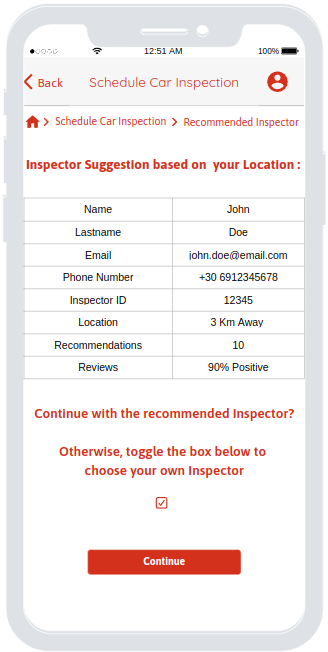 12:51 AM 100%
Back Schedule Car Inspection
Schedule Car Inspection Recommended Inspector
Inspector Suggestion based on your Location :
Name John
Lastname Doe
Email john.doe@email.com
Phone Number +30 6912345678
Inspector ID 12345
Location 3 Km Away
Recommendations 10
Reviews 90% Positive
Continue with the recommended Inspector?
Otherwise, toggle the box below to
choose your own Inspector
Continue